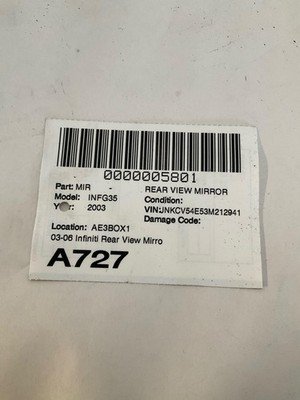 0000005801
Part: MIR REAR VIEW MIRROR
Model: INFG35 Condition:
Year: 2003 VIN:JNKCV54E53M212941
Damage Code:
Location: AE3BOX1
03-06 Infiniti Rear View Mirro
A727